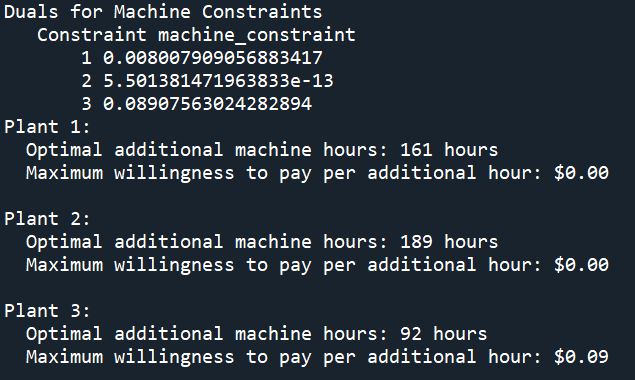 Duals for Machine Constraints
Constraint machine_constraint
1 0.008007909056883417
2 5.501381471963833e-13
3 0.08907563024282894
Plant 1:
Optimal additional machine hours: 161 hours
Maximum willingness to pay per additional hour: $0.00
Plant 2:
Optimal additional machine hours: 189 hours
Maximum willingness to pay per additional hour: $0.00
Plant 3:
Optimal additional machine hours: 92 hours
Maximum willingness to pay per additional hour: $0.09